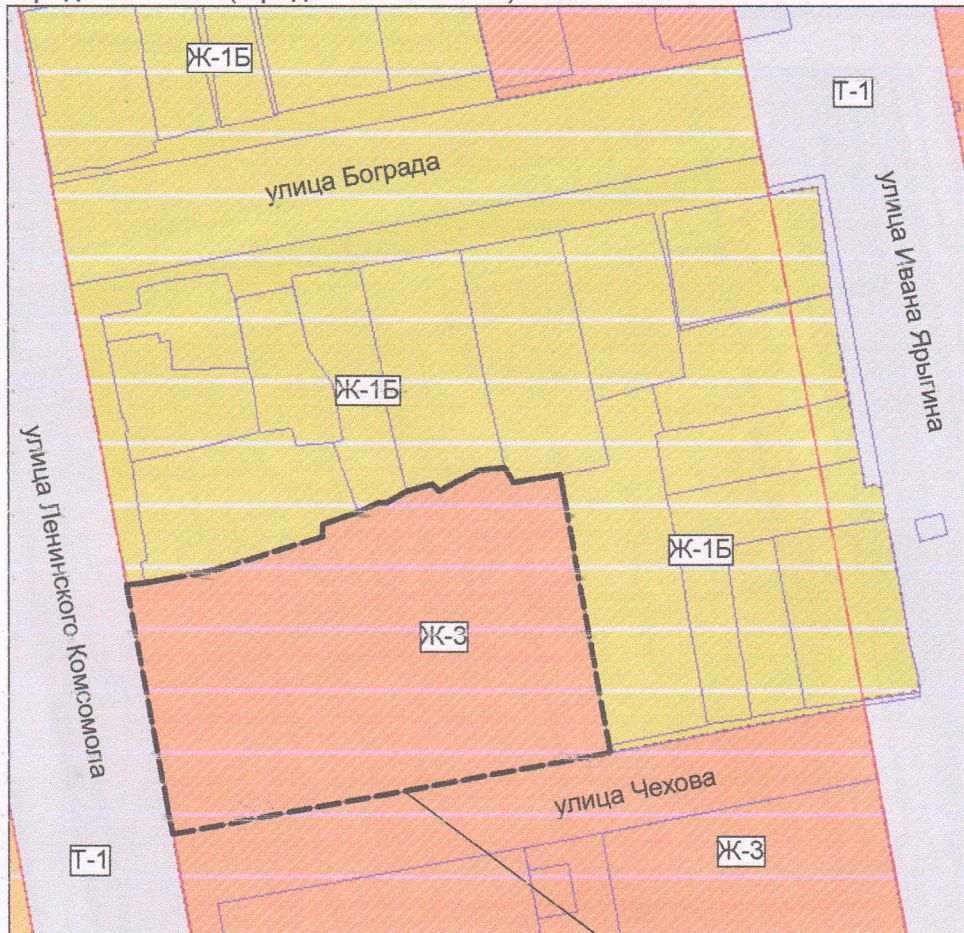 Ж-1Б
Т-1
улица Бограда
улица Ивана Ярыгина
Ж-1Б
улица Ленинского Комсомола
Ж-1Б
Ж-3
улица Чехова
Т-1
Ж-3